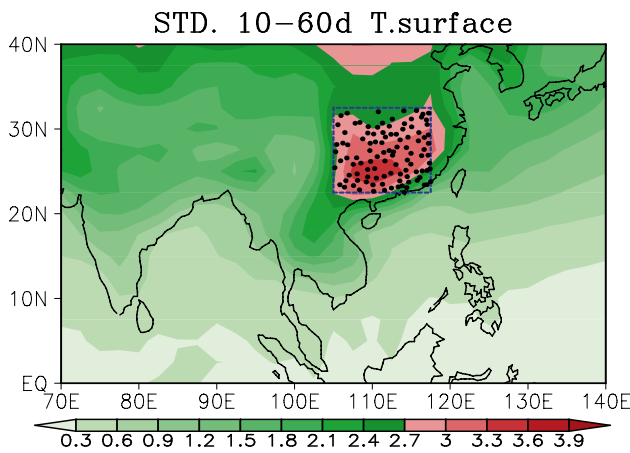 STD. 10-60d T.surface
40N
30N
20N
10N
EQ
70E 80E 90E 100E 110E 120E 130E 140E
0.3 0.6 0.9 1.2 1.5 1.8 2.1 2.4 2.7 3 3.3 3.6 3.9